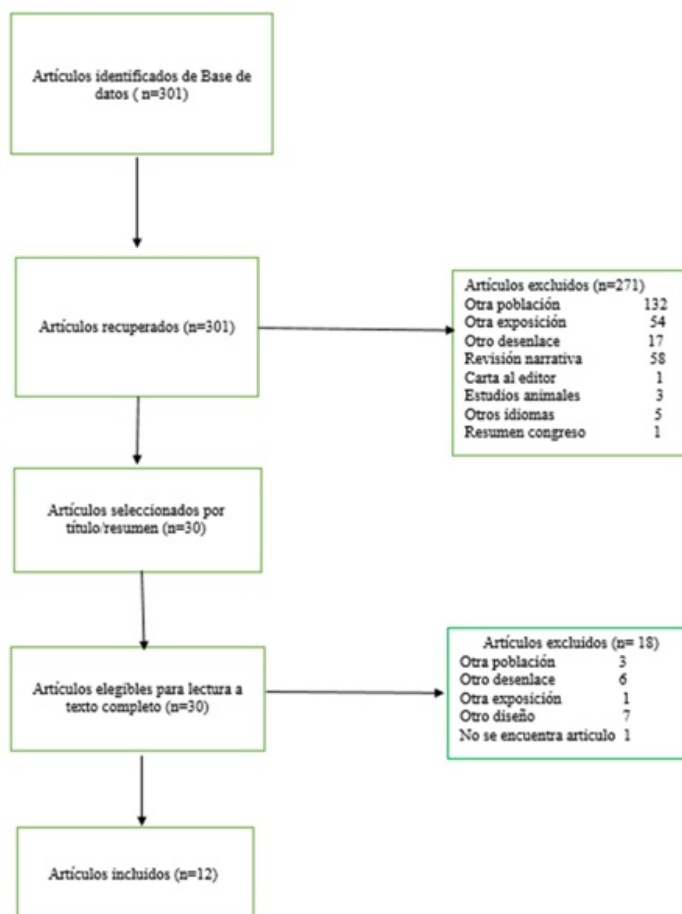 Artículos identificados de Base de
datos ( n=301)
Artículos recuperados (n=301)
Artículos excluidos (n=271)
Otra población 132
Otra exposición 54
Otro desenlace 17
Revisión narrativa 58
Carta al editor 1
Estudios animales 3
Otros idiomas 5
Resumen congreso 1
Artículos seleccionados por
título/resumen (n=30)
Artículos elegibles para lectura a
texto completo (n=30)
Artículos excluidos (n= 18)
Otra población 3
Otro desenlace 6
Otra exposición 1
Otro diseño 7
No se encuentra articulo 1
Artículos incluidos (n=12)